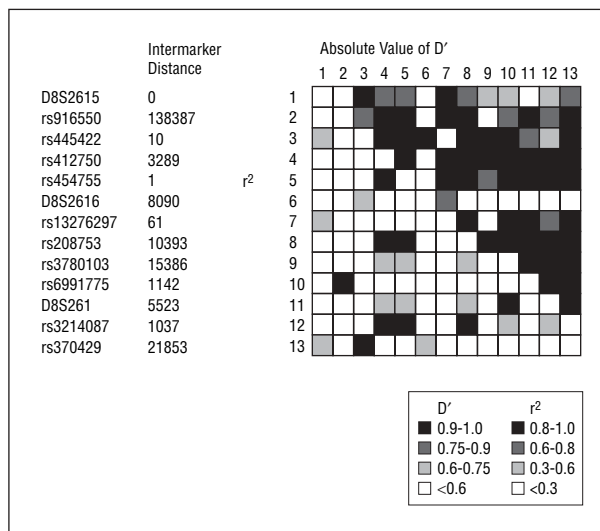 Intermarker Distance
Absolute Value of D′
1 2 3 4 5 6 7 8 9 10 11 12 13
D8S2615 0 1
rs916550 138387 2
rs445422 10 3
rs412750 3289 4
rs454755 1 r² 5
D8S2616 8090 6
rs13276297 61 7
rs208753 10393 8
rs3780103 15386 9
rs6991775 1142 10
D8S261 5523 11
rs3214087 1037 12
rs370429 21853 13
D′ r²
0.9-1.0 0.8-1.0
0.75-0.9 0.6-0.8
0.6-0.75 0.3-0.6
<0.6 <0.3